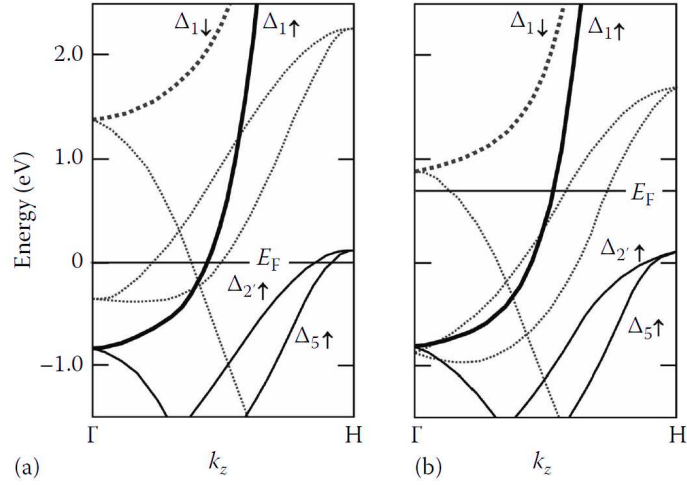 Δ1↓ Δ1↑
2.0
1.0
0
−1.0
Energy (eV)
EF
Δ2′↑
Δ5↑
Γ H
kz
(a)
Δ1↓ Δ1↑
EF
Δ2′↑
Δ5↑
Γ H
kz
(b)